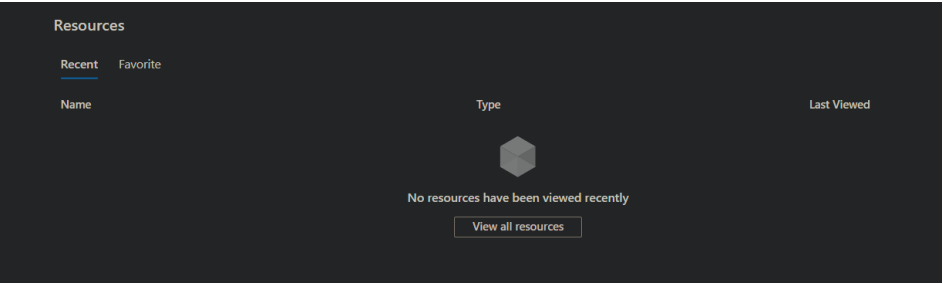 Resources
Recent Favorite
Name Type Last Viewed
No resources have been viewed recently
View all resources